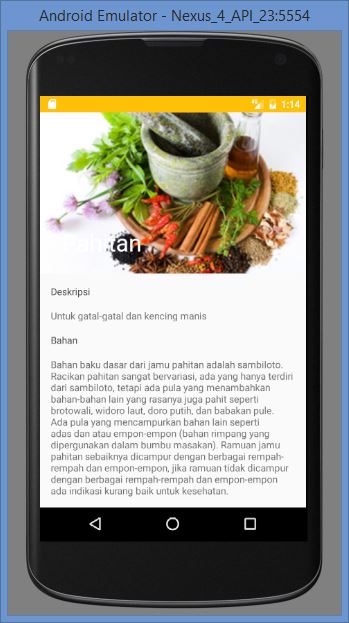 Android Emulator - Nexus_4_API_23:5554
4G 1:14
Pahitan
Deskripsi
Untuk gatal-gatal dan kencing manis
Bahan
Bahan baku dasar dari jamu pahitan adalah sambiloto.
Racikan pahitan sangat bervariasi, ada yang hanya terdiri
dari sambiloto, tetapi ada pula yang menambahkan
bahan-bahan lain yang rasanya juga pahit seperti
brotowali, widoro laut, doro putih, dan babakan pule.
Ada pula yang mencampurkan bahan lain seperti
adas dan atau empon-empon (bahan rimpang yang
dipergunakan dalam bumbu masakan). Ramuan jamu
pahitan sebaiknya dicampur dengan berbagai rempah-
rempah dan empon-empon, jika ramuan tidak dicampur
dengan berbagai rempah-rempah dan empon-empon
ada indikasi kurang baik untuk kesehatan.